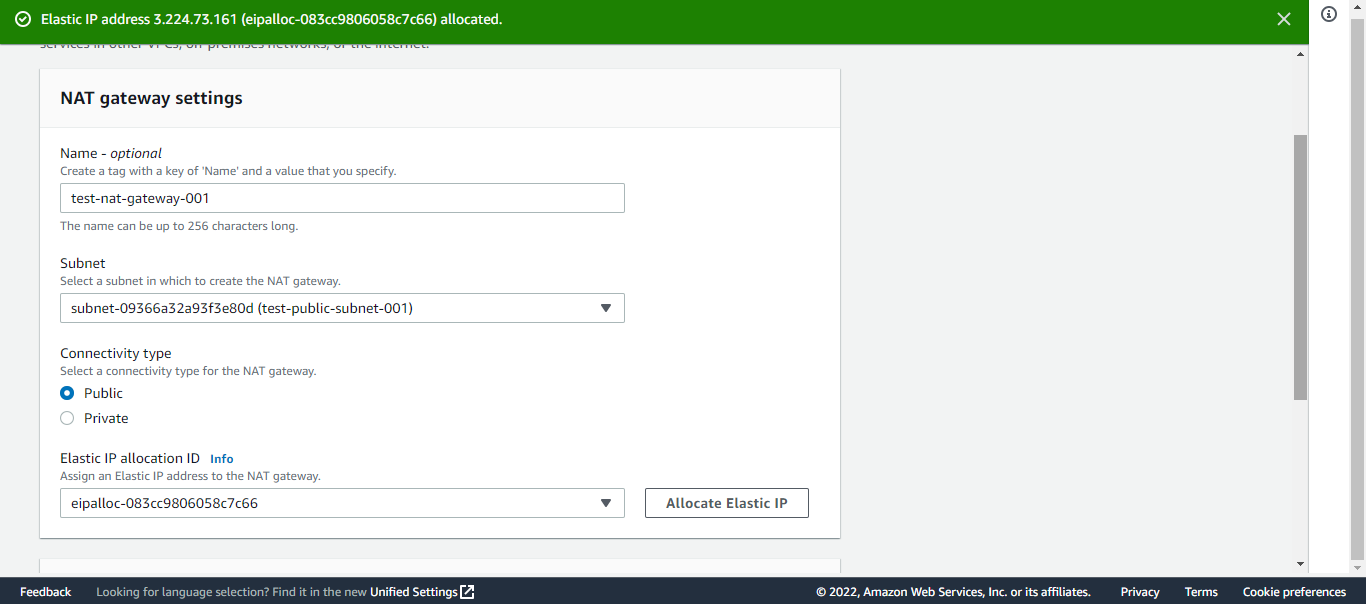 Elastic IP address 3.224.73.161 (eipalloc-083cc9806058c7c66) allocated.
services in other VPCs, on-premises networks, or the internet.
NAT gateway settings
Name - optional
Create a tag with a key of 'Name' and a value that you specify.
test-nat-gateway-001
The name can be up to 256 characters long.
Subnet
Select a subnet in which to create the NAT gateway.
subnet-09366a32a93f3e80d (test-public-subnet-001)
Connectivity type
Select a connectivity type for the NAT gateway.
Public
Private
Elastic IP allocation ID Info
Assign an Elastic IP address to the NAT gateway.
eipalloc-083cc9806058c7c66 Allocate Elastic IP
Feedback Looking for language selection? Find it in the new Unified Settings © 2022, Amazon Web Services, Inc. or its affiliates. Privacy Terms Cookie preferences